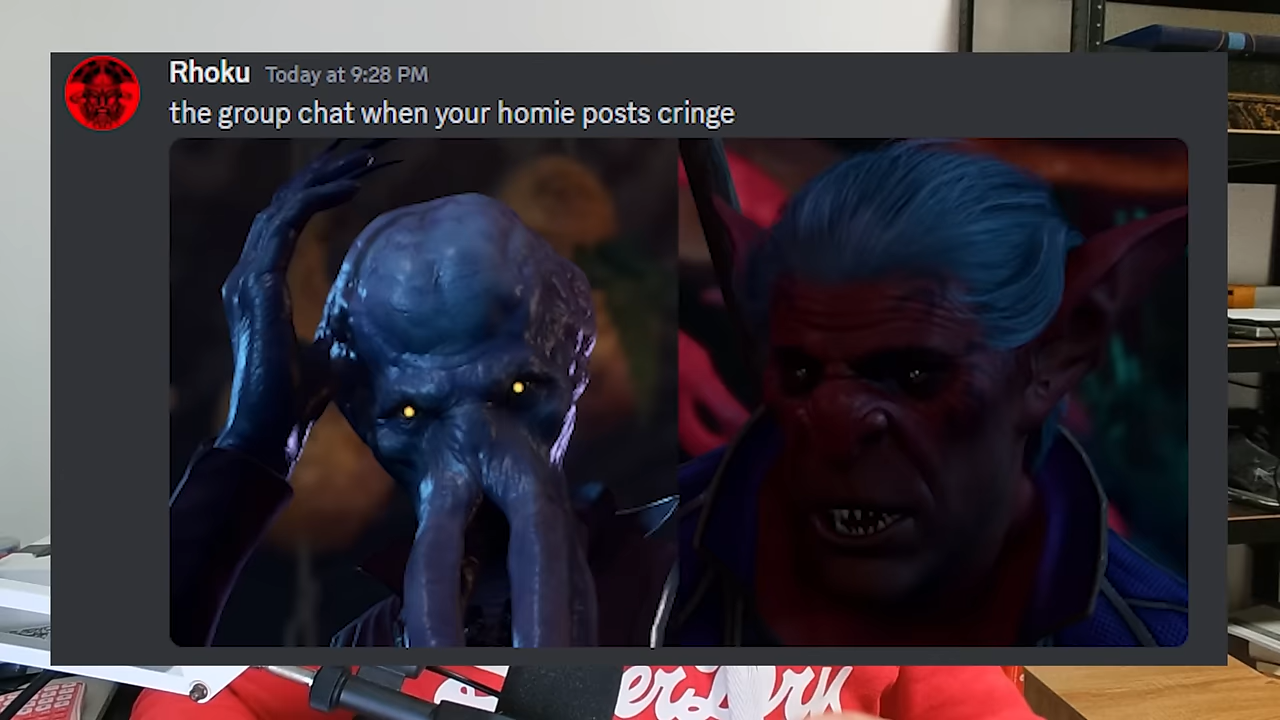 Rhoku Today at 9:28 PM
the group chat when your homie posts cringe